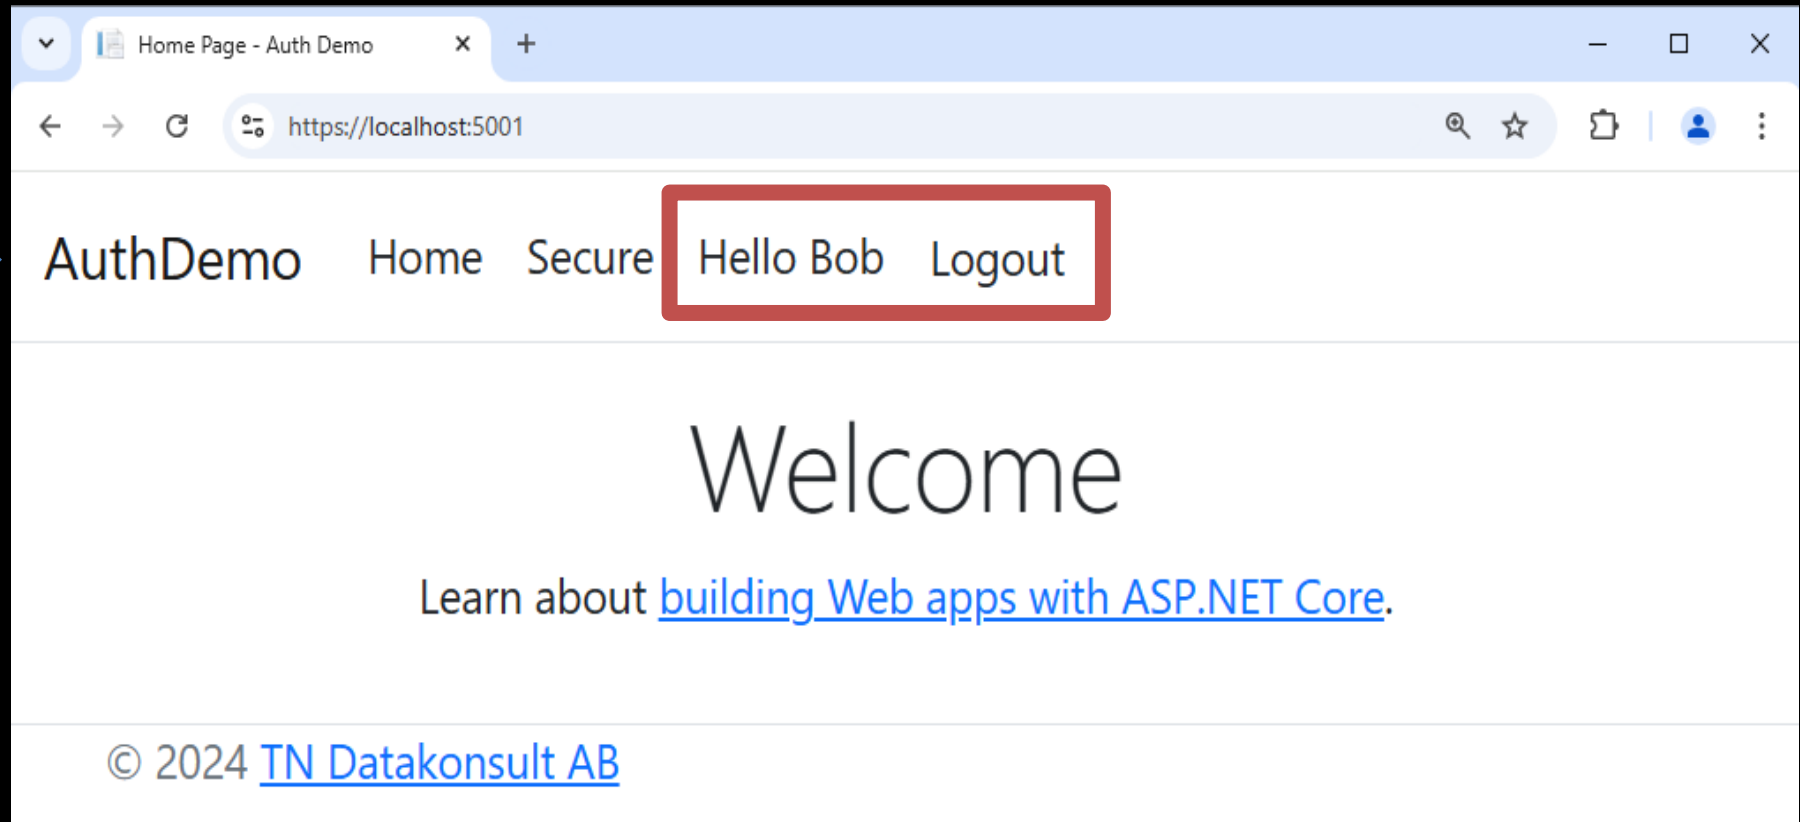 Home Page - Auth Demo
https://localhost:5001
AuthDemo Home Secure Hello Bob Logout
Welcome
Learn about building Web apps with ASP.NET Core.
© 2024 TN Datakonsult AB